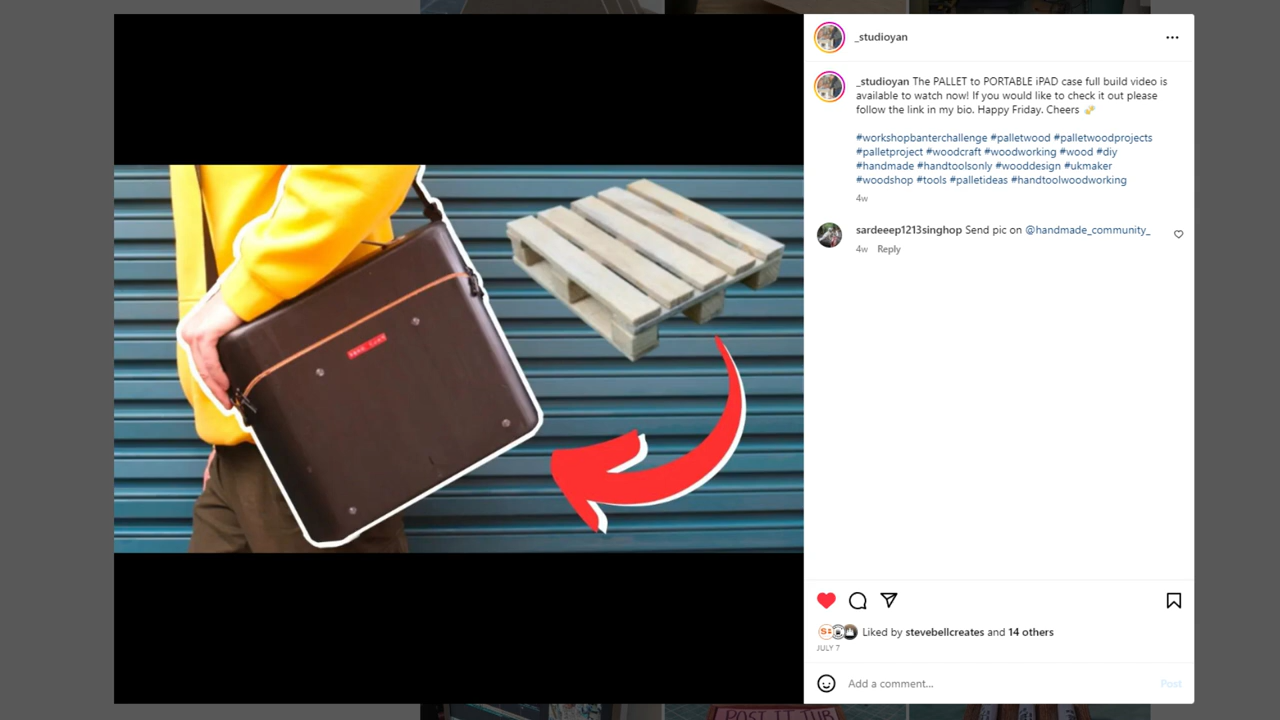 _studioyan
_studioyan The PALLET to PORTABLE iPAD case full build video is
available to watch now! If you would like to check it out please
follow the link in my bio. Happy Friday. Cheers 🍻
#workshopbanterchallenge #palletwood #palletwoodprojects
#palletproject #woodcraft #woodworking #wood #diy
#handmade #handtoolsonly #wooddesign #ukmaker
#woodshop #tools #palletideas #handtoolwoodworking
4w
sardeeep1213singhop Send pic on @handmade_community_
4w Reply
Liked by stevebellcreates and 14 others
JULY 7
Add a comment...
Post
POST IT TUB